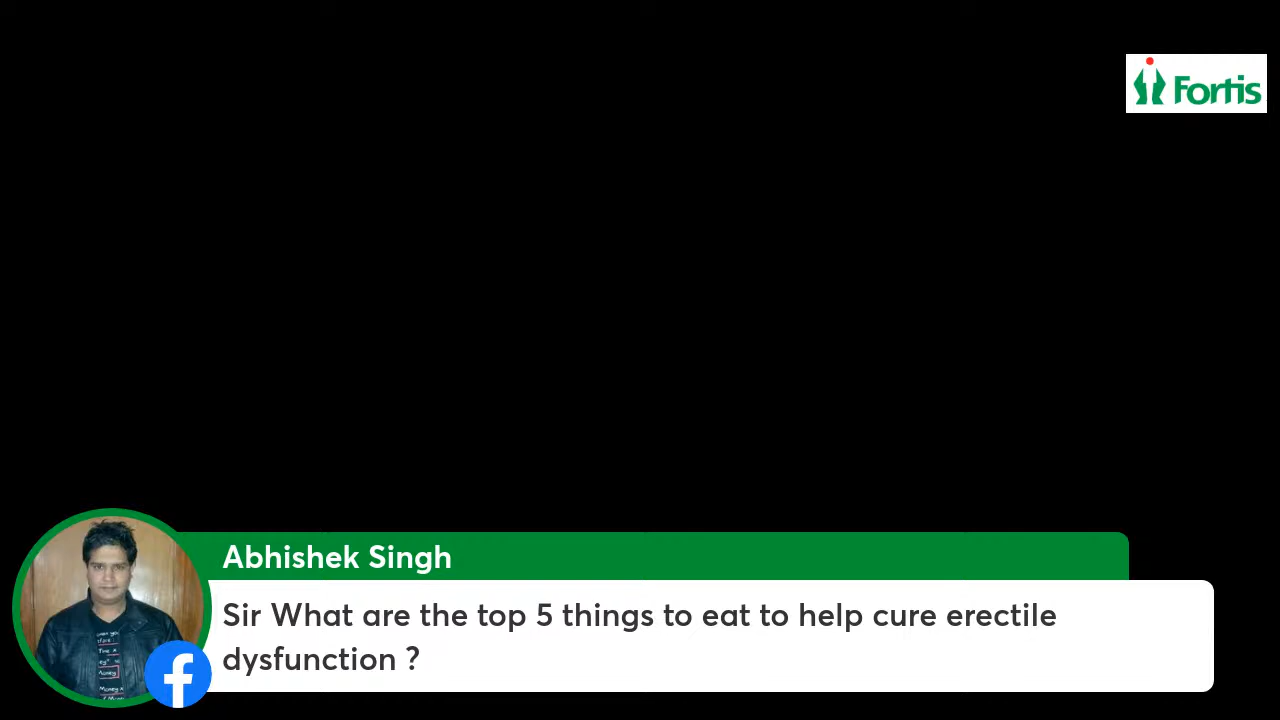 Fortis
Abhishek Singh
Sir What are the top 5 things to eat to help cure erectile
dysfunction ?